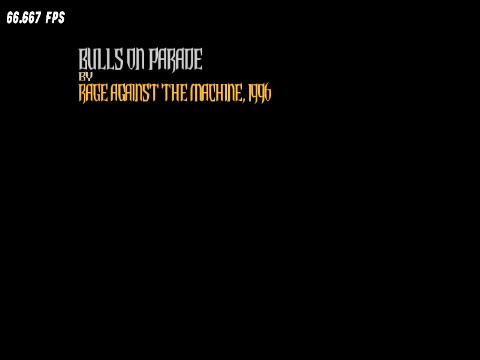 66.667 FPS
BULLS ON PARADE
BY
RAGE AGAINST THE MACHINE, 1996